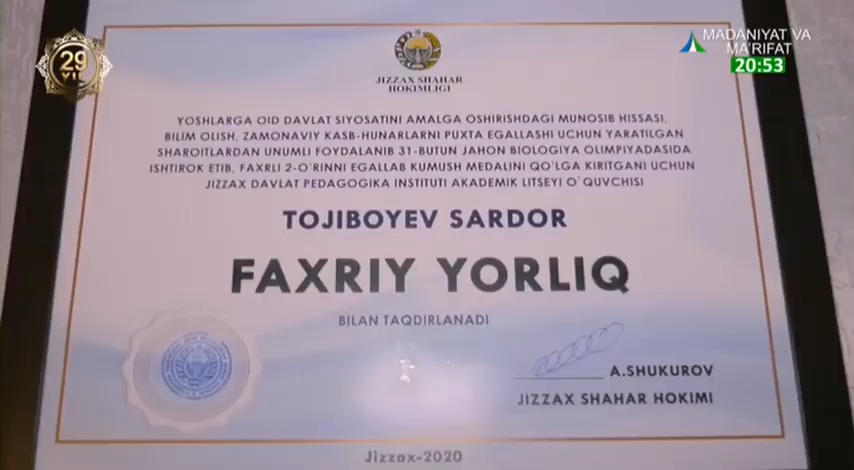 29
YIL
MADANIYAT VA
MA'RIFAT
20:53
JIZZAX SHAHAR
HOKIMLIGI
YOSHLARGA OID DAVLAT SIYOSATINI AMALGA OSHIRISHDAGI MUNOSIB HISSASI,
BILIM OLISH, ZAMONAVIY KASB-HUNARLARNI PUXTA EGALLASHI UCHUN YARATILGAN
SHAROITLARDAN UNUMLI FOYDALANIB 31-BUTUN JAHON BIOLOGIYA OLIMPIYADASIDA
ISHTIROK ETIB, FAXRLI 2-O'RINNI EGALLAB KUMUSH MEDALINI QO'LGA KIRITGANI UCHUN
JIZZAX DAVLAT PEDAGOGIKA INSTITUTI AKADEMIK LITSEYI O`QUVCHISI
TOJIBOYEV SARDOR
FAXRIY YORLIQ
BILAN TAQDIRLANADI
A.SHUKUROV
JIZZAX SHAHAR HOKIMI
Jizzax-2020